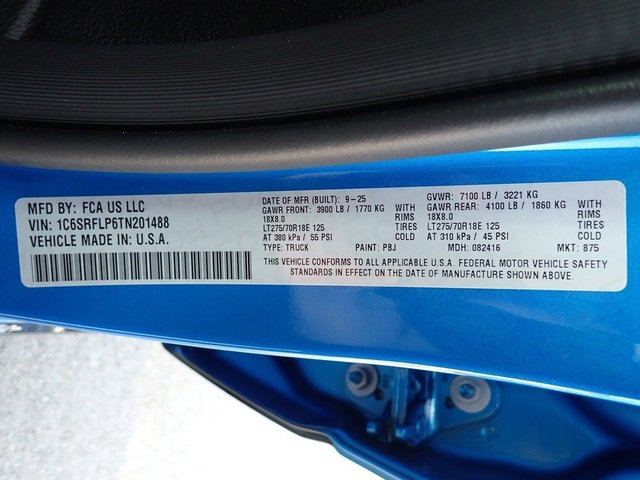 MFD BY: FCA US LLC
VIN: 1C6SRFLP6TN201488
VEHICLE MADE IN U.S.A.
DATE OF MFR (BUILT): 9-25 GVWR: 7100 LB / 3221 KG
GAWR FRONT: 3900 LB / 1770 KG WITH GAWR REAR: 4100 LB / 1860 KG WITH
18X8.0 RIMS 18X8.0 RIMS
LT275/70R18E 125 TIRES LT275/70R18E 125 TIRES
AT 380 kPa / 55 PSI COLD AT 310 kPa / 45 PSI COLD
TYPE: TRUCK PAINT: PBJ MDH: 082416 MKT: 875
THIS VEHICLE CONFORMS TO ALL APPLICABLE U.S.A. FEDERAL MOTOR VEHICLE SAFETY
STANDARDS IN EFFECT ON THE DATE OF MANUFACTURE SHOWN ABOVE.